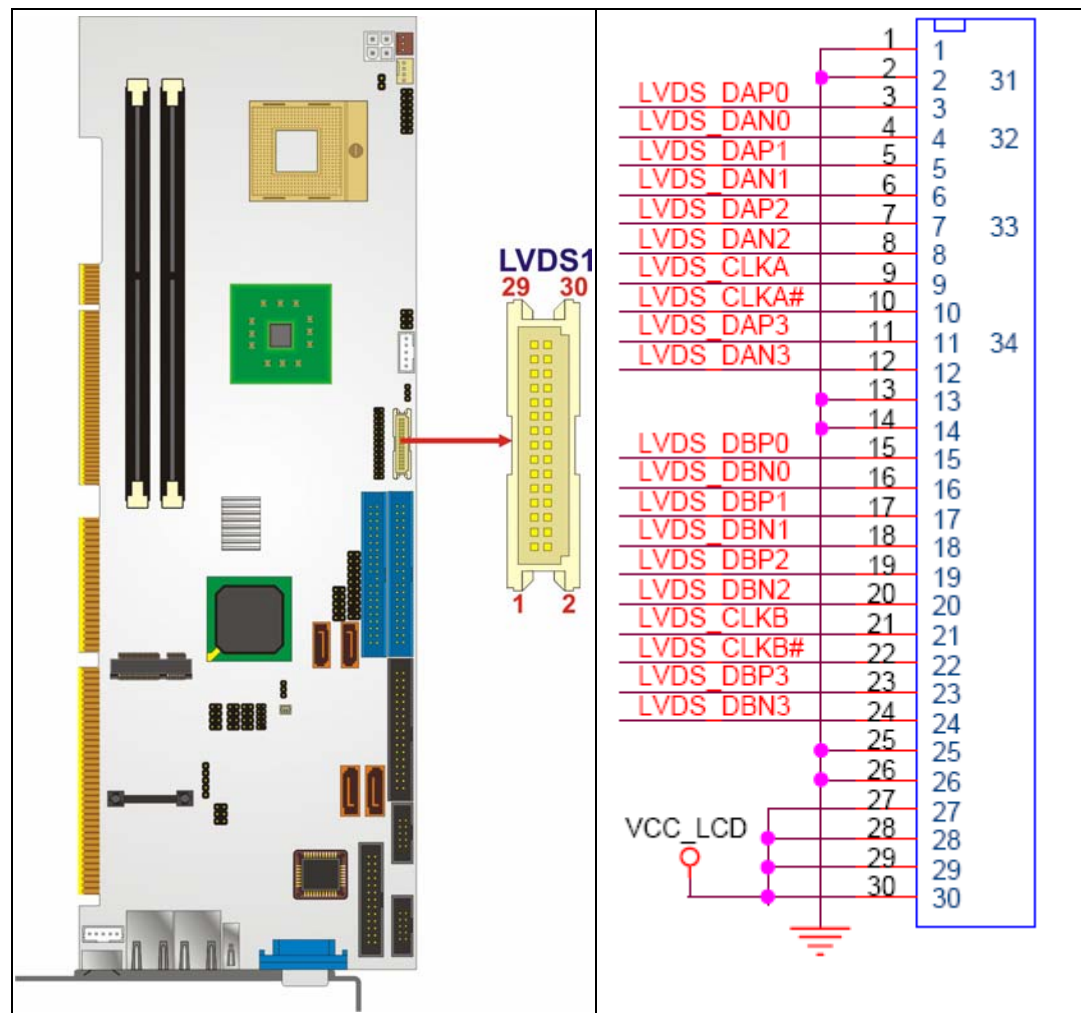 LVDS1
29 30
1 2
1 1
2 2 31
LVDS_DAP0 3 3
LVDS_DAN0 4 4 32
LVDS_DAP1 5 5
LVDS_DAN1 6 6
LVDS_DAP2 7 7 33
LVDS_DAN2 8 8
LVDS_CLKA 9 9
LVDS_CLKA# 10 10
LVDS_DAP3 11 11 34
LVDS_DAN3 12 12
13 13
14 14
LVDS_DBP0 15 15
LVDS_DBN0 16 16
LVDS_DBP1 17 17
LVDS_DBN1 18 18
LVDS_DBP2 19 19
LVDS_DBN2 20 20
LVDS_CLKB 21 21
LVDS_CLKB# 22 22
LVDS_DBP3 23 23
LVDS_DBN3 24 24
25 25
26 26
27 27
VCC_LCD 28 28
29 29
30 30